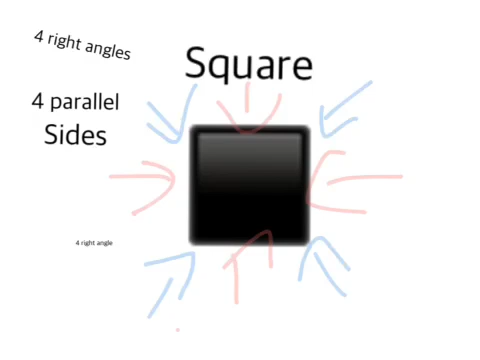 4 right angles
Square
4 parallel
Sides
4 right angle